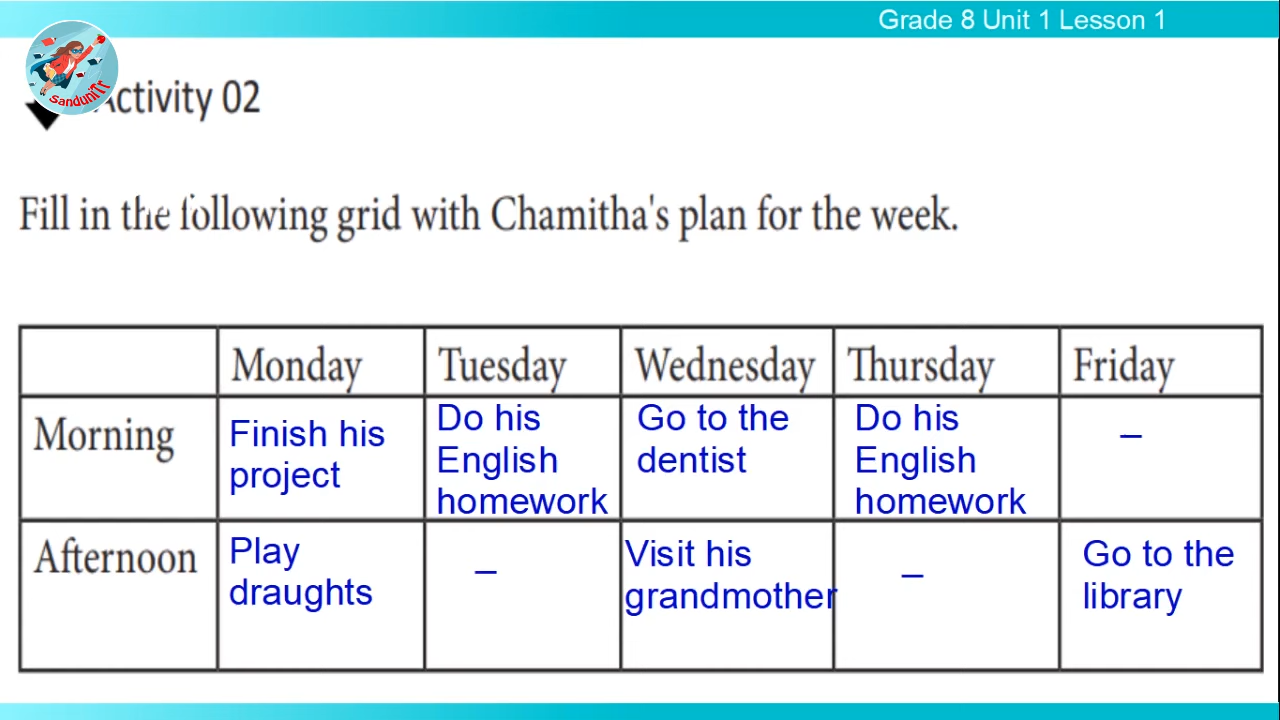 Grade 8 Unit 1 Lesson 1
SanduniTr
Activity 02
Fill in the following grid with Chamitha's plan for the week.
Monday Tuesday Wednesday Thursday Friday
Morning
Finish his
project
Do his
English
homework
Go to the
dentist
Do his
English
homework
–
Afternoon
Play
draughts
–
Visit his
grandmother
–
Go to the
library